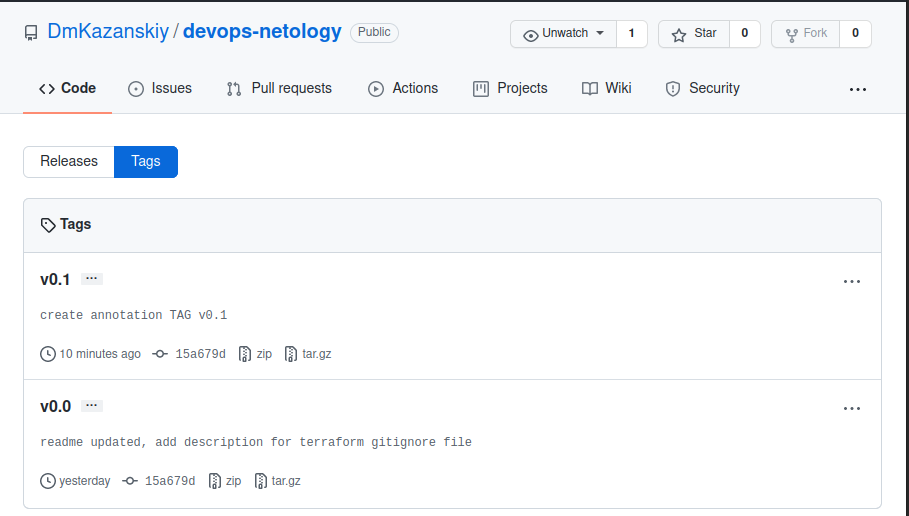 DmKazanskiy / devops-netology Public Unwatch 1 Star 0 Fork 0
Code Issues Pull requests Actions Projects Wiki Security ...
Releases Tags
Tags
v0.1 ...
create annotation TAG v0.1
10 minutes ago 15a679d zip tar.gz
v0.0 ...
readme updated, add description for terraform gitignore file
yesterday 15a679d zip tar.gz